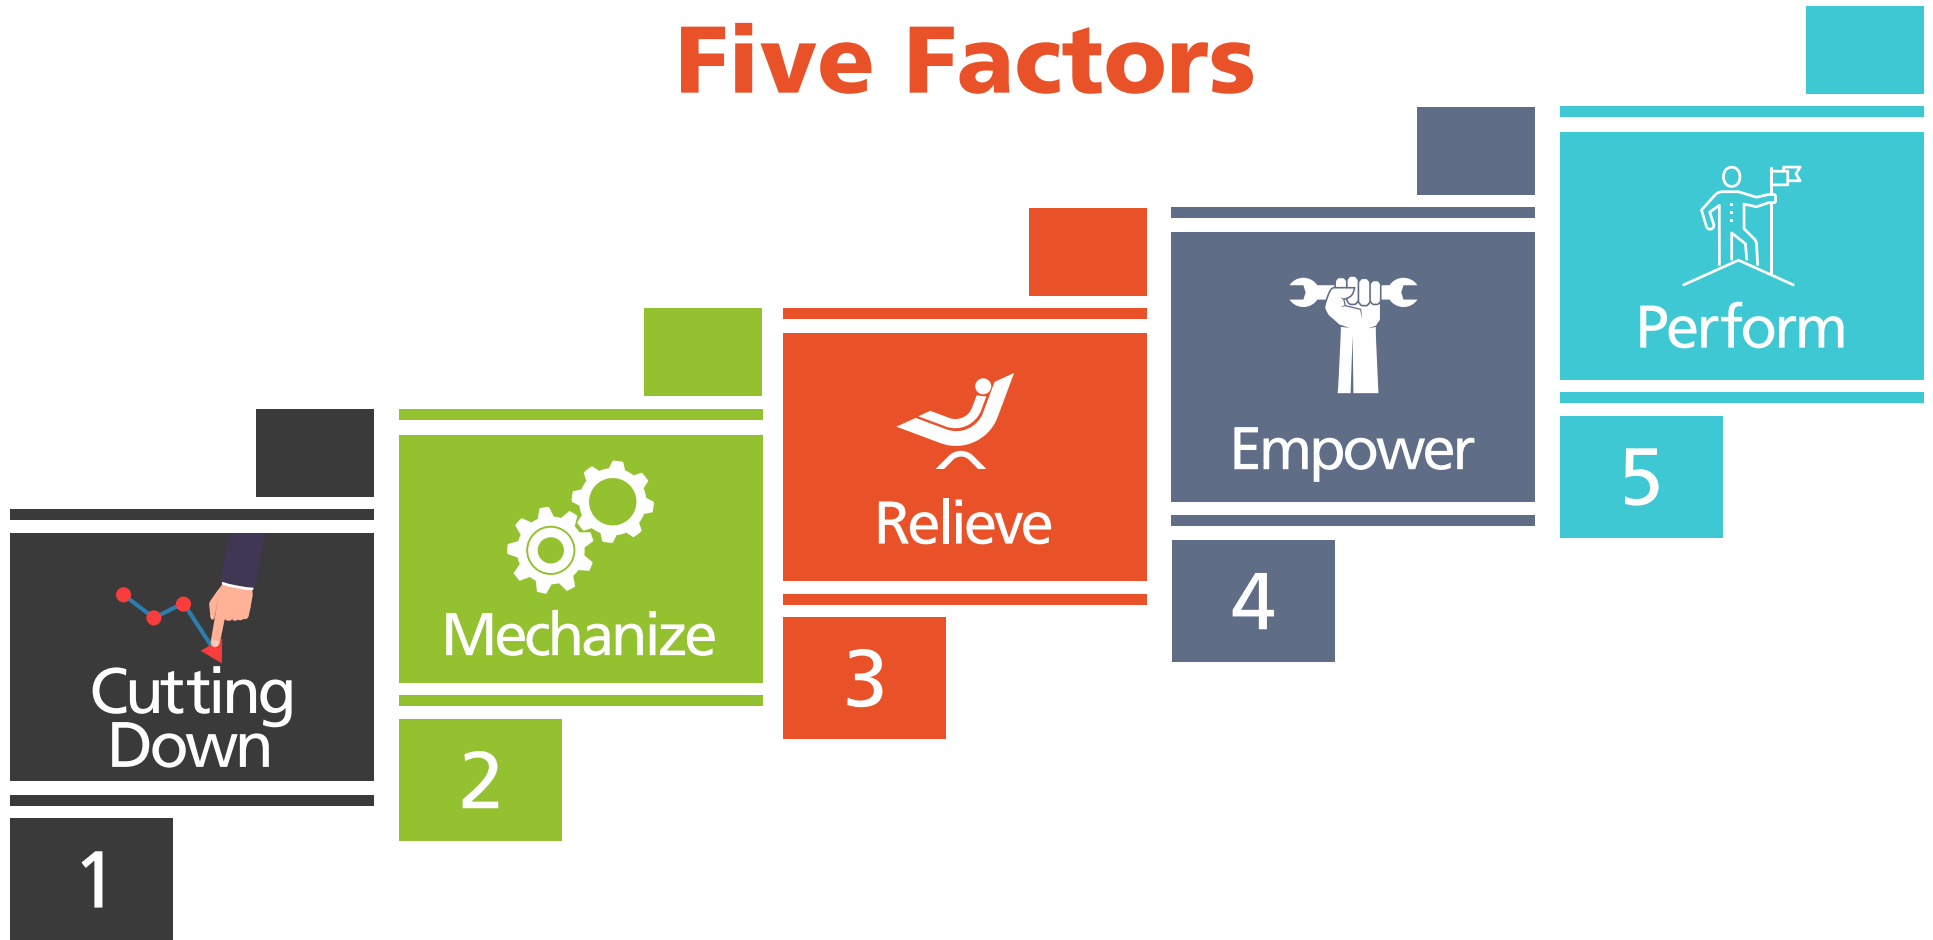 Five Factors
Cutting
Down
1
Mechanize
2
Relieve
3
Empower
4
Perform
5